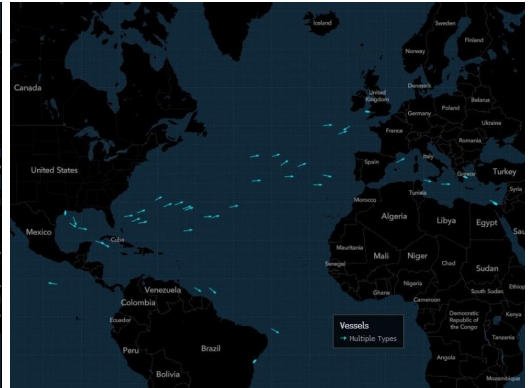 Iceland
Sweden
Finland
Norway
Canada
United
Kingdom
Denmark
Belarus
Poland
Germany
Ukraine
France
Romania
United States
Spain
Italy
Greece
Turkey
Syria
Tunisia
Morocco
Algeria
Libya
Egypt
Mexico
Cuba
Mauritania
Mali
Niger
Chad
Sudan
Senegal
Nigeria
South Sudan
Ghana
Cameroon
Venezuela
Colombia
Ecuador
Democratic
Republic of
the Congo
Kenya
Tanzania
Peru
Brazil
Bolivia
Angola
Mozambique
Vessels
Multiple Types